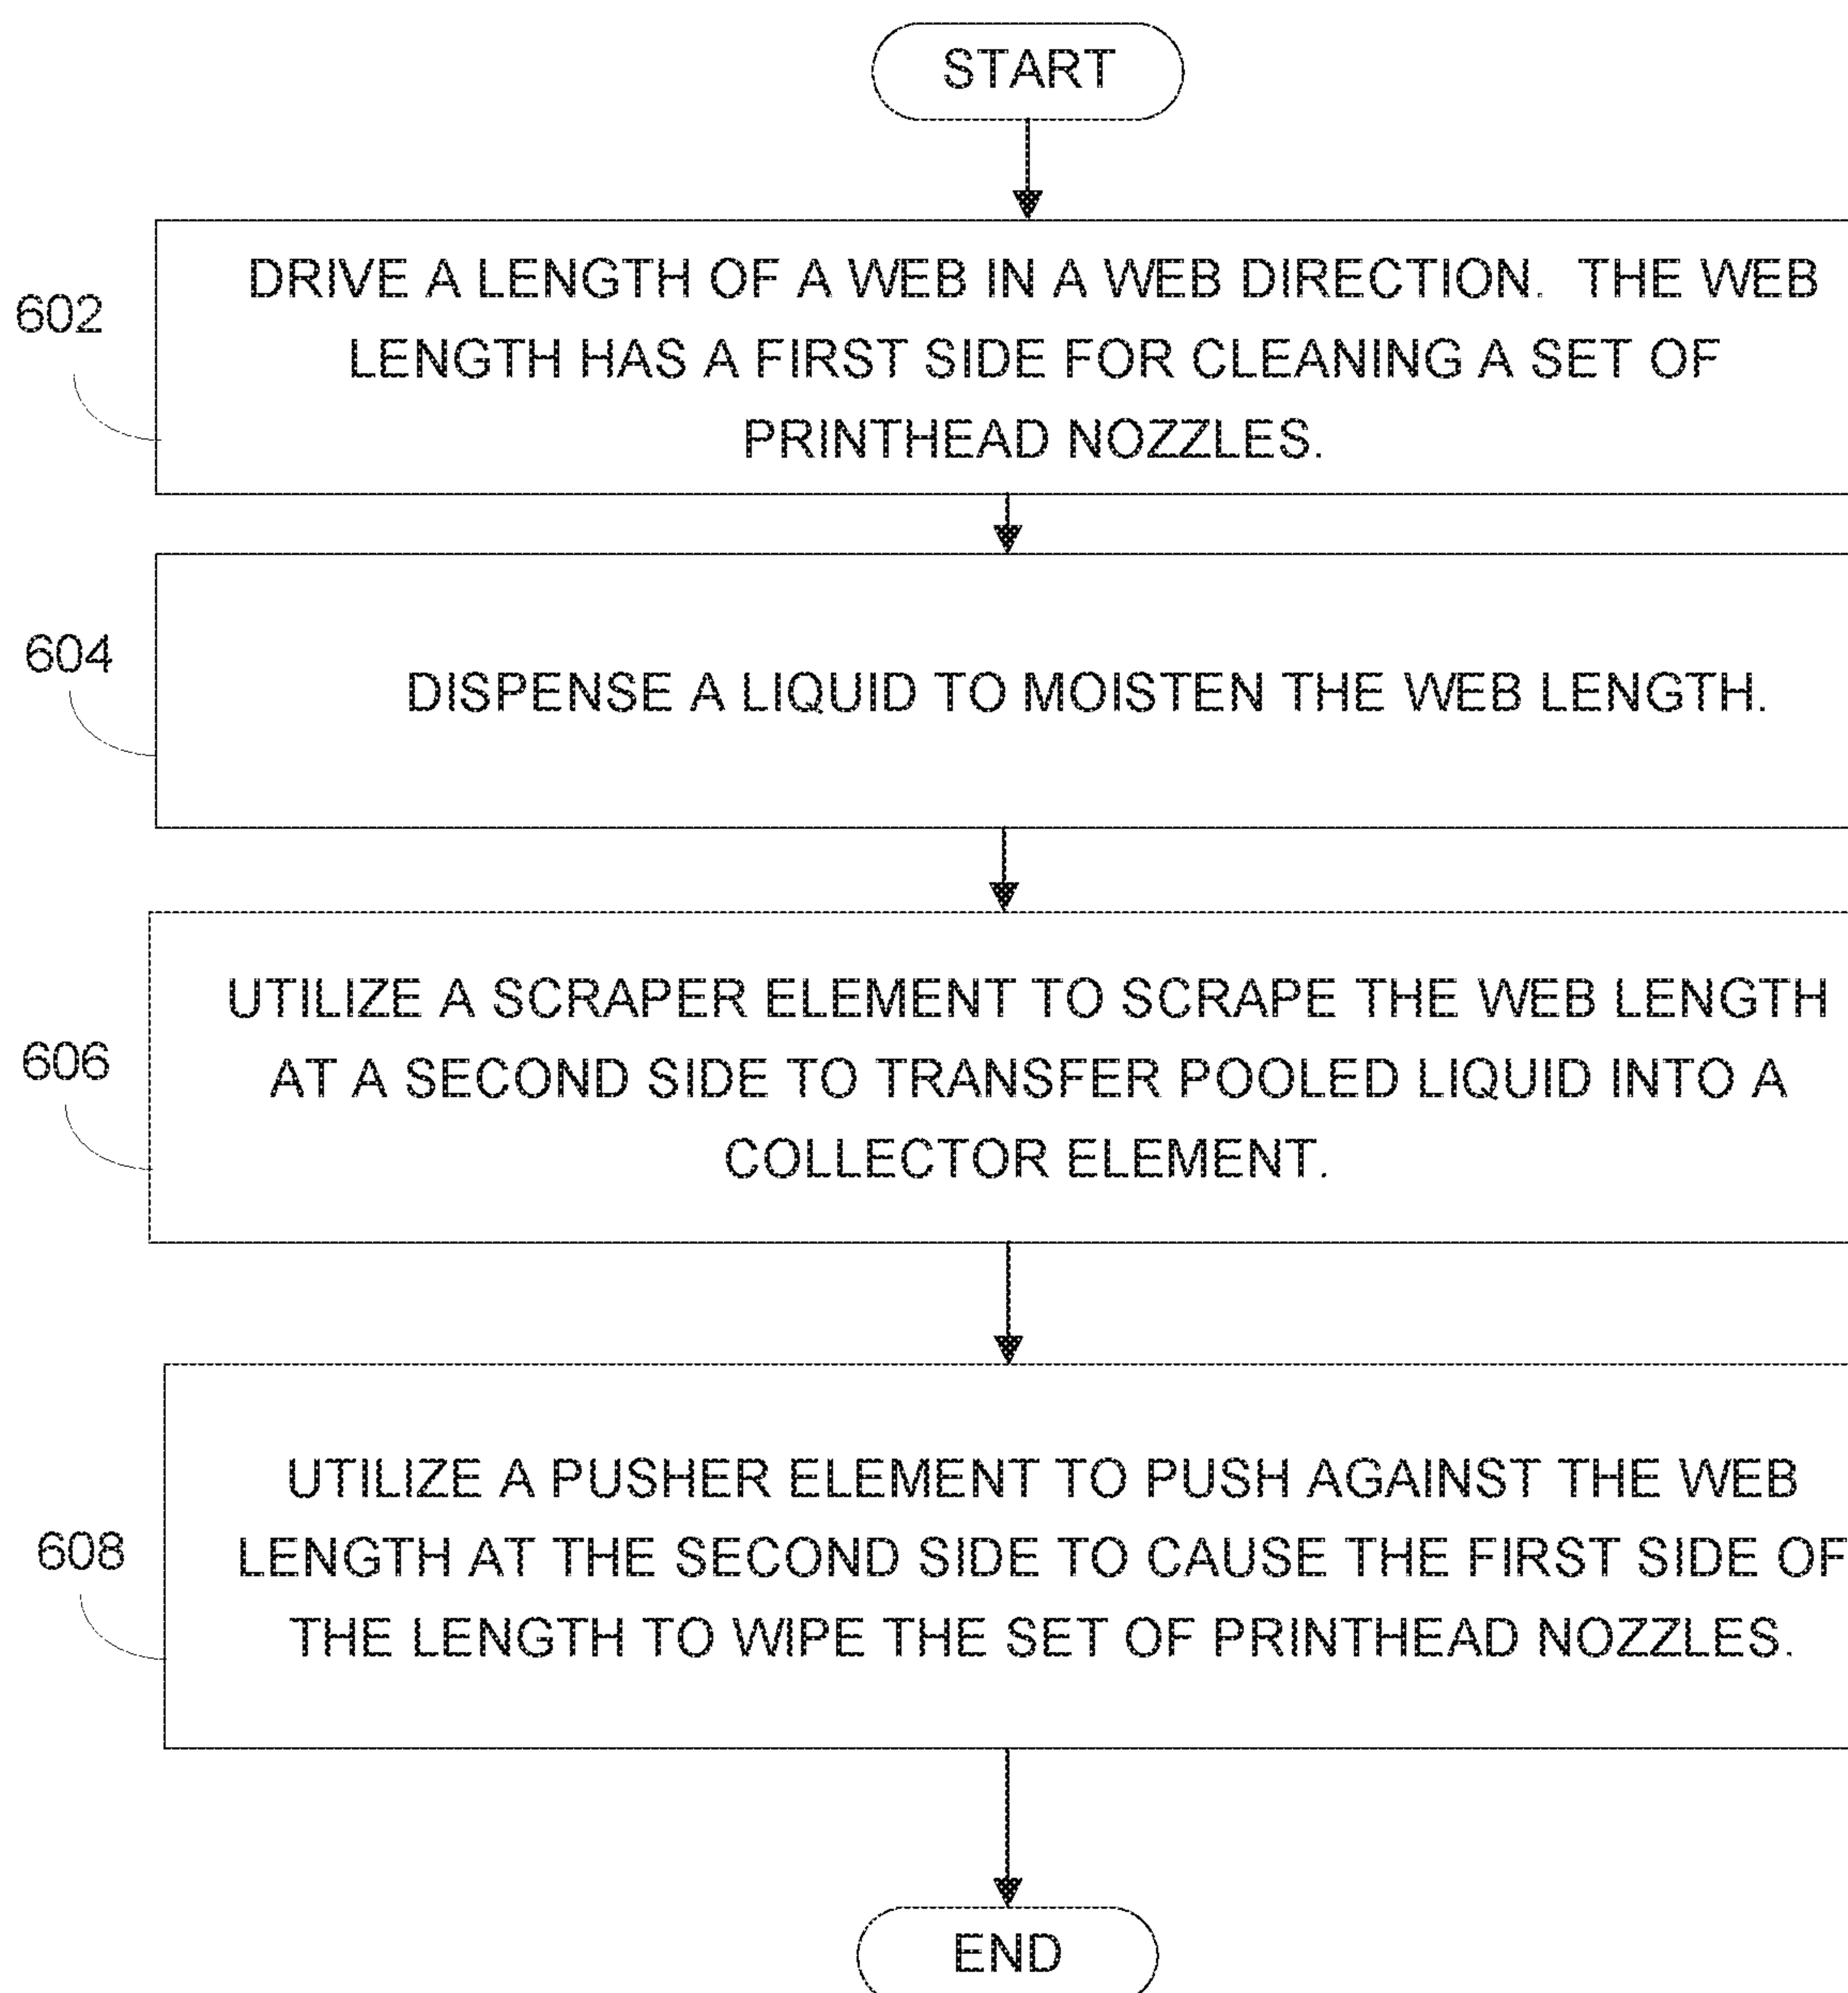 START
602
DRIVE A LENGTH OF A WEB IN A WEB DIRECTION. THE WEB
LENGTH HAS A FIRST SIDE FOR CLEANING A SET OF
PRINTHEAD NOZZLES.
604
DISPENSE A LIQUID TO MOISTEN THE WEB LENGTH.
606
UTILIZE A SCRAPER ELEMENT TO SCRAPE THE WEB LENGTH
AT A SECOND SIDE TO TRANSFER POOLED LIQUID INTO A
COLLECTOR ELEMENT.
608
UTILIZE A PUSHER ELEMENT TO PUSH AGAINST THE WEB
LENGTH AT THE SECOND SIDE TO CAUSE THE FIRST SIDE OF
THE LENGTH TO WIPE THE SET OF PRINTHEAD NOZZLES.
END